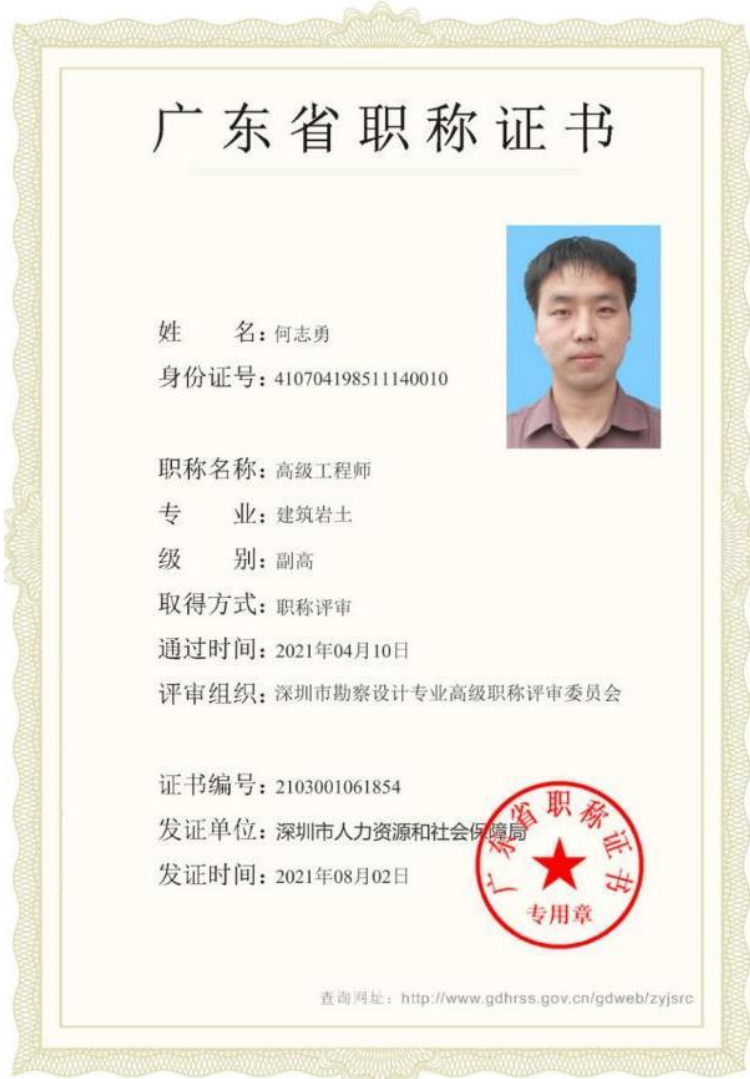 广东省职称证书
姓 名：何志勇
身份证号：410704198511140010
职称名称：高级工程师
专 业：建筑岩土
级 别：副高
取得方式：职称评审
通过时间：2021年04月10日
评审组织：深圳市勘察设计专业高级职称评审委员会
证书编号：2103001061854
发证单位：深圳市人力资源和社会保障局
发证时间：2021年08月02日
广东省职称证书
专用章
查询网址：http://www.gdhrss.gov.cn/gdweb/zyjsrc